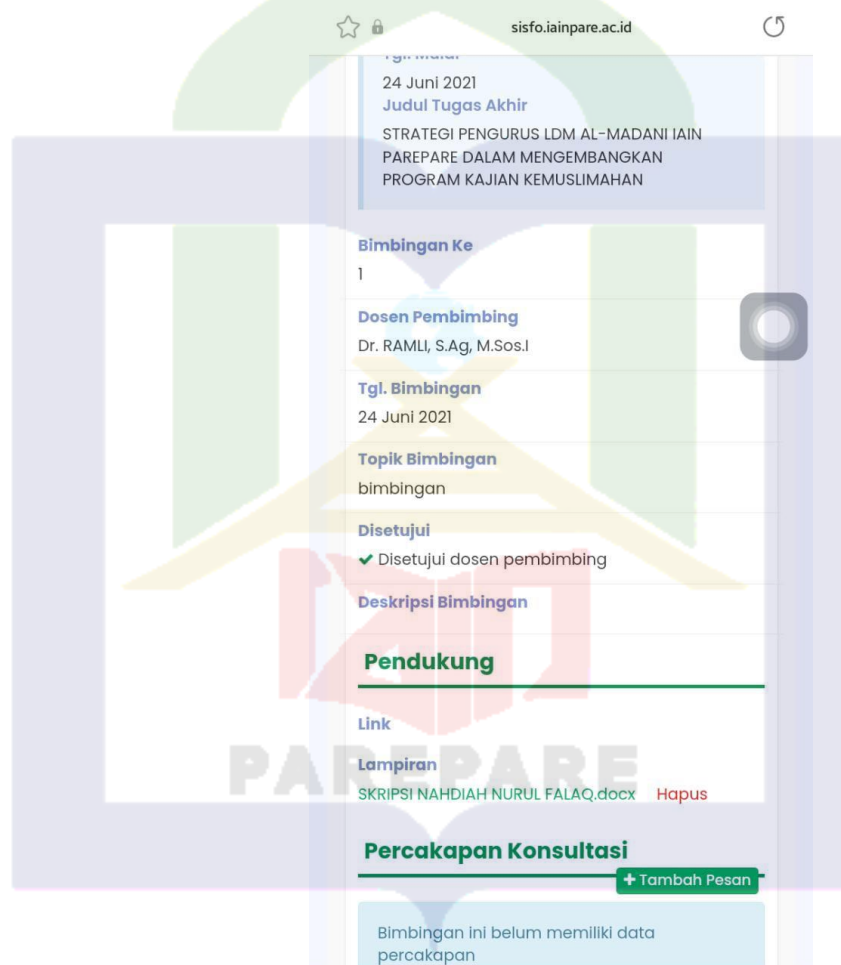 sisfo.iainpare.ac.id
Tgl. Mulai
24 Juni 2021
Judul Tugas Akhir
STRATEGI PENGURUS LDM AL-MADANI IAIN
PAREPARE DALAM MENGEMBANGKAN
PROGRAM KAJIAN KEMUSLIMAHAN
Bimbingan Ke
1
Dosen Pembimbing
Dr. RAMLI, S.Ag, M.Sos.I
Tgl. Bimbingan
24 Juni 2021
Topik Bimbingan
bimbingan
Disetujui
Disetujui dosen pembimbing
Deskripsi Bimbingan
Pendukung
Link
PAREPARE
Lampiran
SKRIPSI NAHDIAH NURUL FALAQ.docx Hapus
Percakapan Konsultasi
+ Tambah Pesan
Bimbingan ini belum memiliki data
percakapan